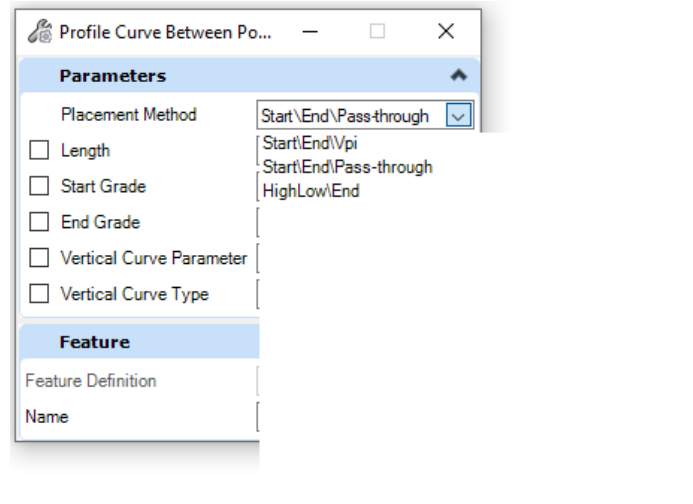 Profile Curve Between Po...
Parameters
Placement Method
Start\End\Pass-through
Start\End\Vpi
Start\End\Pass-through
HighLow\End
Length
Start Grade
End Grade
Vertical Curve Parameter
Vertical Curve Type
Feature
Feature Definition
Name